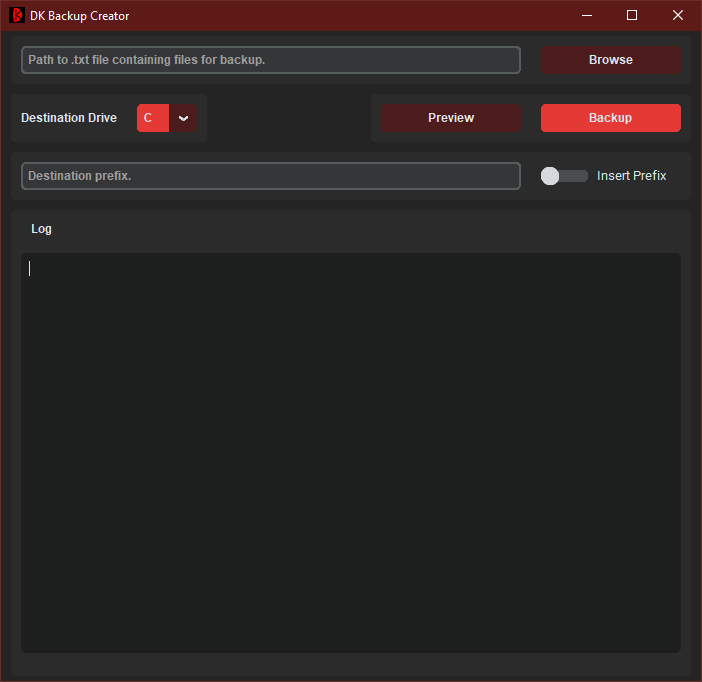 DK Backup Creator
Path to .txt file containing files for backup.
Browse
Destination Drive
C
Preview
Backup
Destination prefix.
Insert Prefix
Log